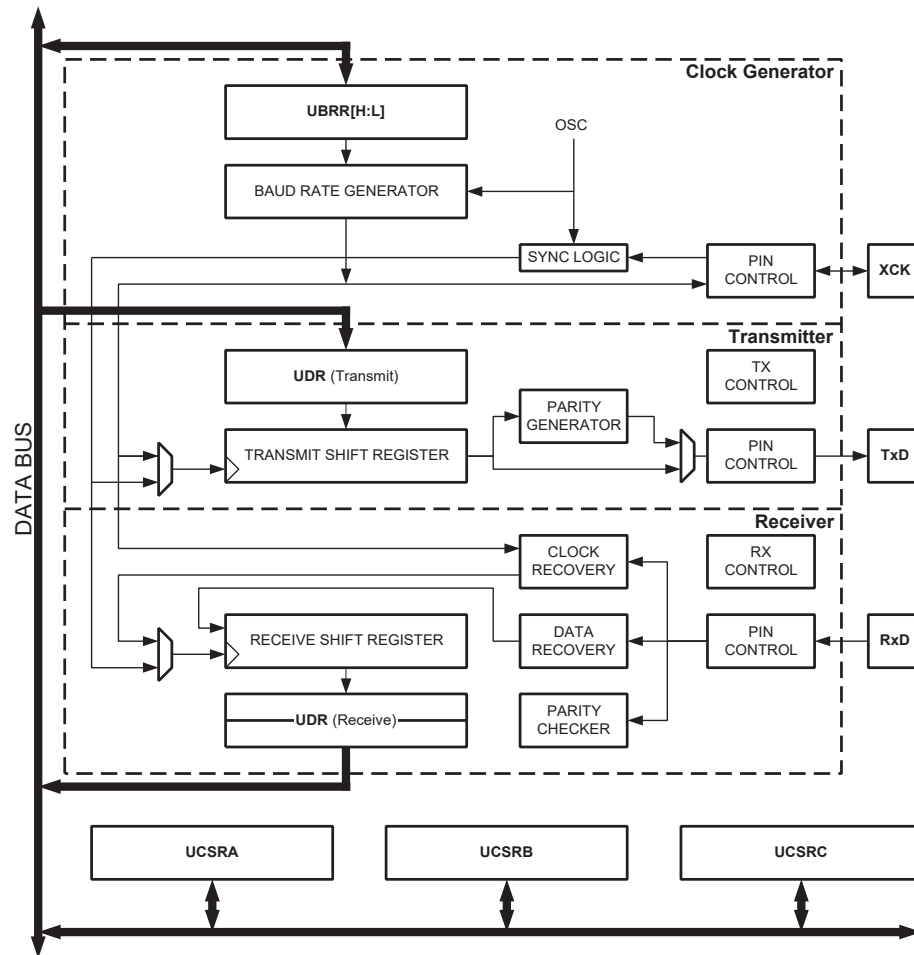 Clock Generator
UBRR[H:L]
OSC
BAUD RATE GENERATOR
SYNC LOGIC
PIN
CONTROL
XCK
Transmitter
UDR (Transmit)
TX
CONTROL
PARITY
GENERATOR
TRANSMIT SHIFT REGISTER
PIN
CONTROL
TxD
DATA BUS
Receiver
CLOCK
RECOVERY
RX
CONTROL
RECEIVE SHIFT REGISTER
DATA
RECOVERY
PIN
CONTROL
RxD
UDR (Receive)
PARITY
CHECKER
UCSRA
UCSRB
UCSRC